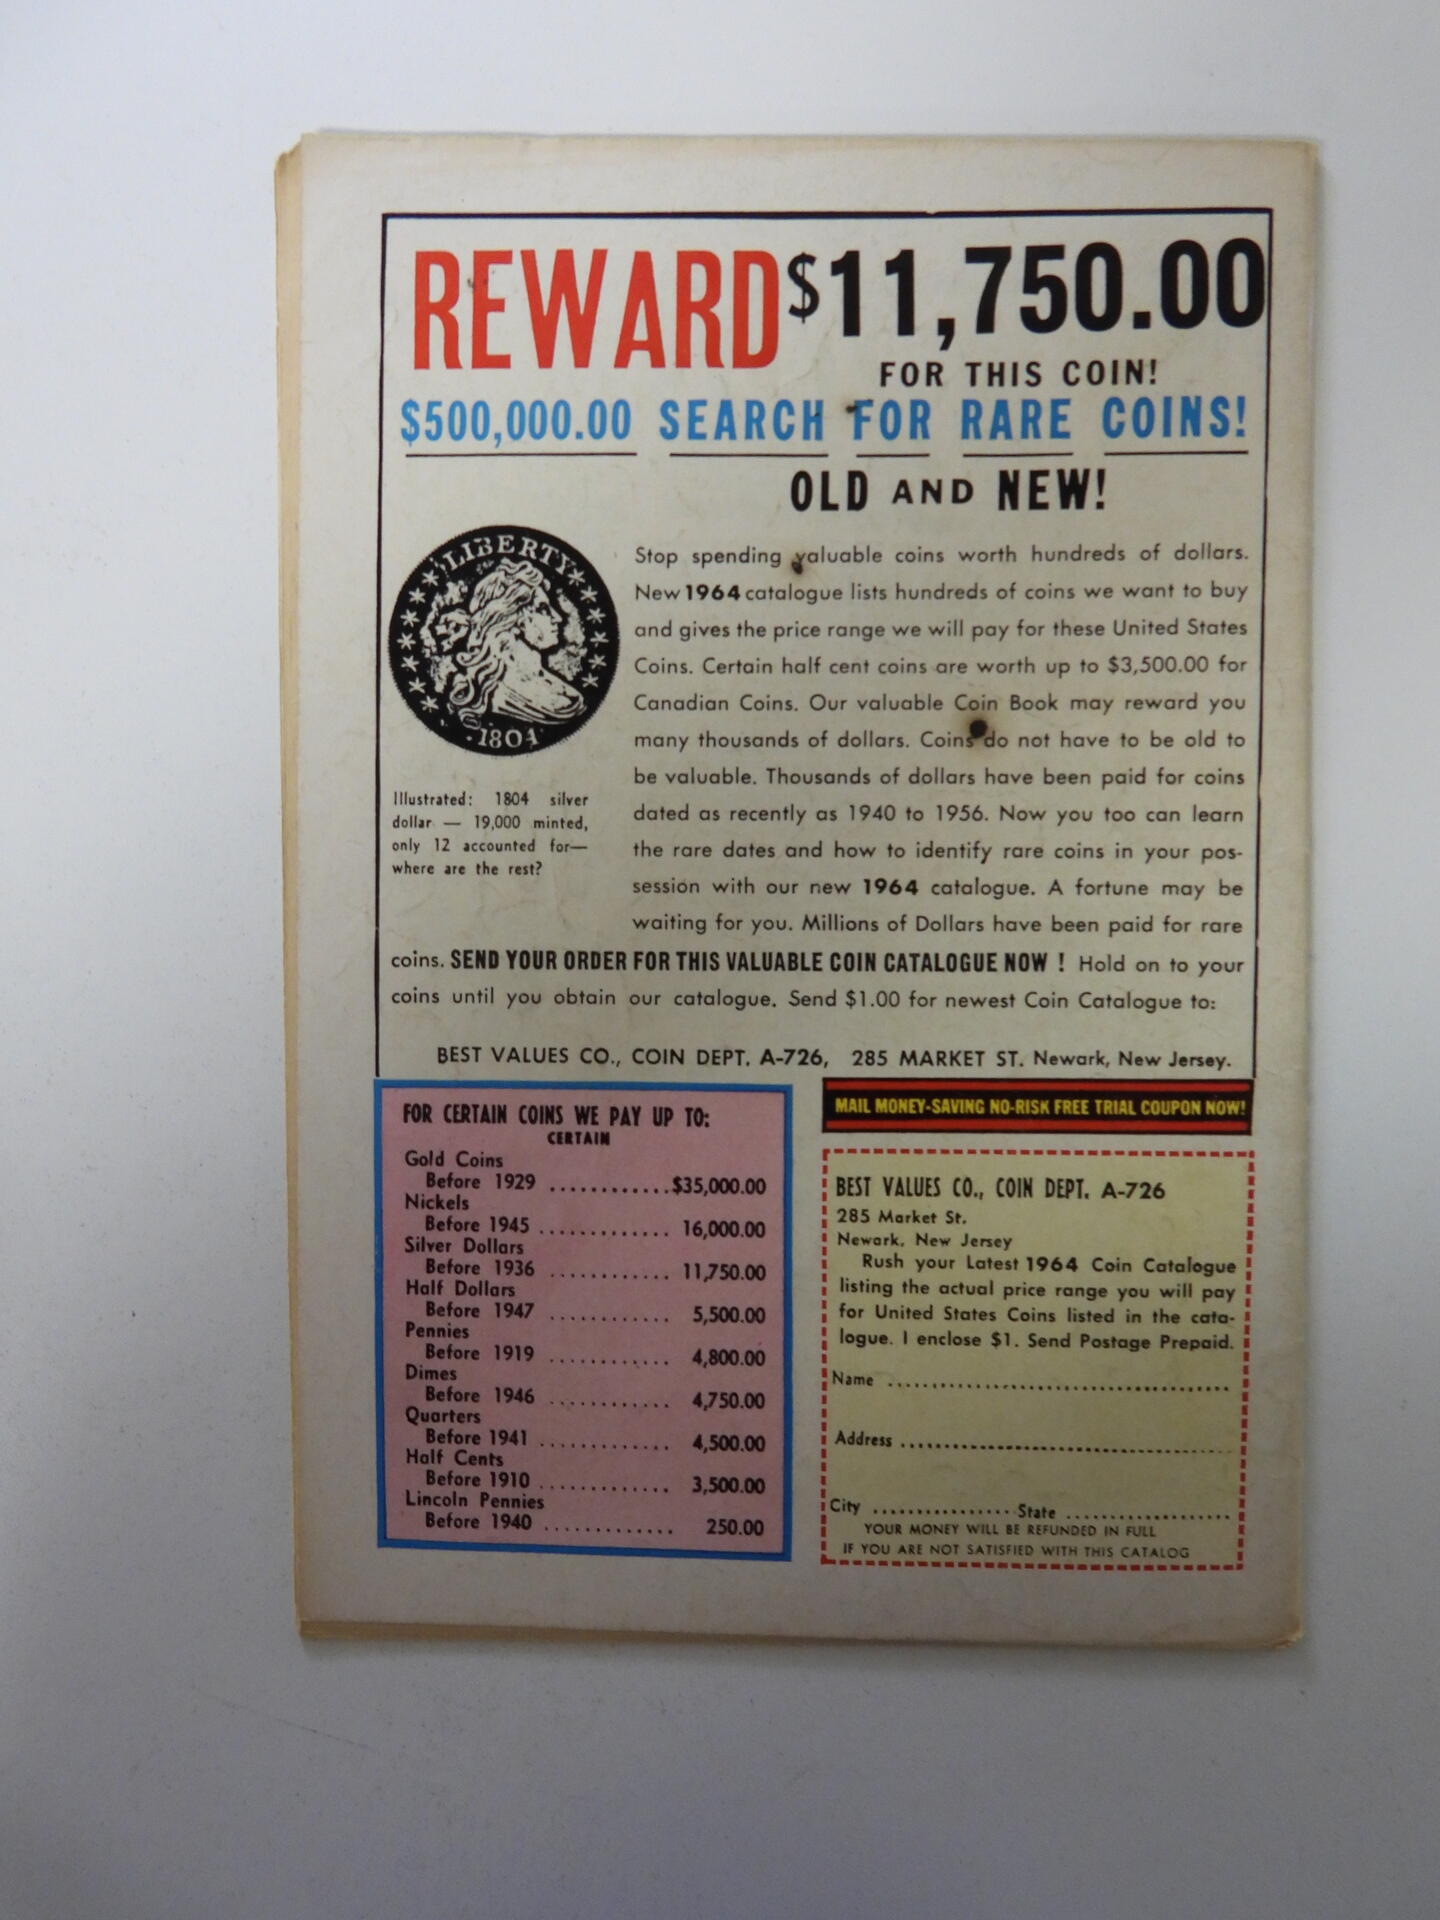 REWARD $11,750.00
FOR THIS COIN!
$500,000.00 SEARCH FOR RARE COINS!
OLD AND NEW!
LIBERTY
1804
Illustrated: 1804 silver
dollar — 19,000 minted,
only 12 accounted for—
where are the rest?
Stop spending valuable coins worth hundreds of dollars.
New 1964 catalogue lists hundreds of coins we want to buy
and gives the price range we will pay for these United States
Coins. Certain half cent coins are worth up to $3,500.00 for
Canadian Coins. Our valuable Coin Book may reward you
many thousands of dollars. Coins do not have to be old to
be valuable. Thousands of dollars have been paid for coins
dated as recently as 1940 to 1956. Now you too can learn
the rare dates and how to identify rare coins in your pos-
session with our new 1964 catalogue. A fortune may be
waiting for you. Millions of Dollars have been paid for rare
coins. SEND YOUR ORDER FOR THIS VALUABLE COIN CATALOGUE NOW ! Hold on to your
coins until you obtain our catalogue. Send $1.00 for newest Coin Catalogue to:
BEST VALUES CO., COIN DEPT. A-726, 285 MARKET ST. Newark, New Jersey.
FOR CERTAIN COINS WE PAY UP TO:
CERTAIN
Gold Coins
Before 1929 ............$35,000.00
Nickels
Before 1945 ............. 16,000.00
Silver Dollars
Before 1936 ............ 11,750.00
Half Dollars
Before 1947 ............ 5,500.00
Pennies
Before 1919 ............ 4,800.00
Dimes
Before 1946 ............ 4,750.00
Quarters
Before 1941 ............. 4,500.00
Half Cents
Before 1910 ............. 3,500.00
Lincoln Pennies
Before 1940 ............. 250.00
MAIL MONEY-SAVING NO-RISK FREE TRIAL COUPON NOW!
BEST VALUES CO., COIN DEPT. A-726
285 Market St.
Newark, New Jersey
Rush your Latest 1964 Coin Catalogue
listing the actual price range you will pay
for United States Coins listed in the cata-
logue. I enclose $1. Send Postage Prepaid.
Name ....................................
Address ....................................
City ................State ..................
YOUR MONEY WILL BE REFUNDED IN FULL
IF YOU ARE NOT SATISFIED WITH THIS CATALOG